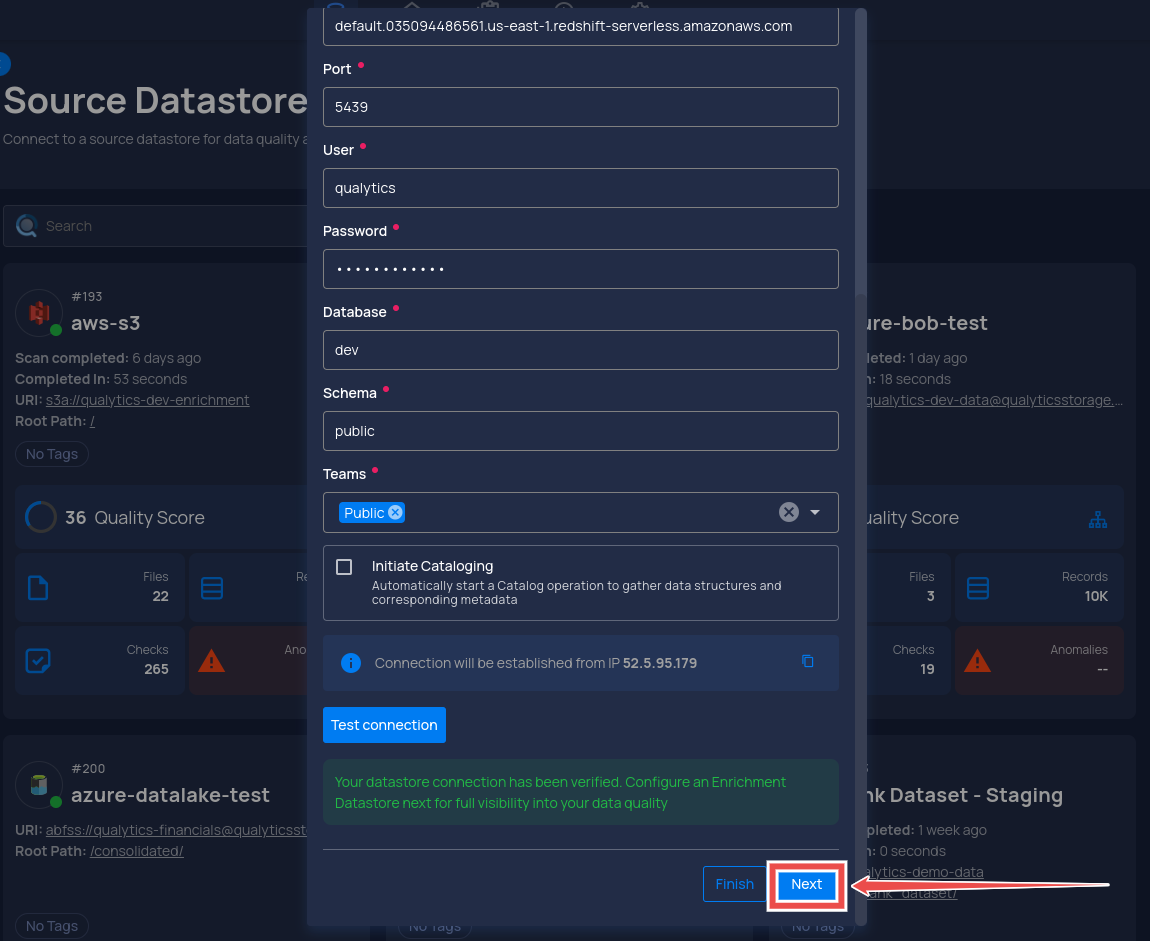 default.035094486561.us-east-1.redshift-serverless.amazonaws.com
Port
5439
User
qualytics
Password
Database
dev
Schema
public
Teams
Public
Initiate Cataloging
Automatically start a Catalog operation to gather data structures and
corresponding metadata
Connection will be established from IP 52.5.95.179
Test connection
Your datastore connection has been verified. Configure an Enrichment
Datastore next for full visibility into your data quality
Finish
Next
Source Datastore
Connect to a source datastore for data quality
Search
#193
aws-s3
Scan completed: 6 days ago
Completed In: 53 seconds
URI: s3a://qualytics-dev-enrichment
Root Path: /
No Tags
36 Quality Score
Files
22
Checks
265
#200
azure-datalake-test
URI: abfss://qualytics-financials@qualyticsst
Root Path: /consolidated/
No Tags
No Tags
ure-bob-test
leted: 1 day ago
n: 18 seconds
qualytics-dev-data@qualyticsstorage....
ality Score
Files
3
Records
10K
Checks
19
Anomalies
--
nk Dataset - Staging
pleted: 1 week ago
n: 0 seconds
alytics-demo-data
ank_dataset/
No Tags